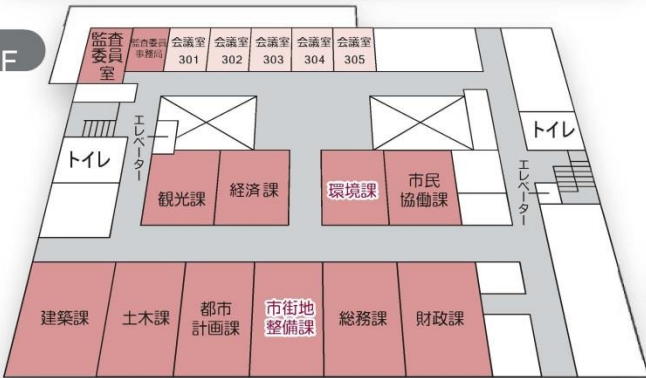 F
監査
委員
室
監査委員
事務局
会議室
301
会議室
302
会議室
303
会議室
304
会議室
305
トイレ
エレベーター
トイレ
エレベーター
観光課
経済課
環境課
市民
協働課
建築課
土木課
都市
計画課
市街地
整備課
総務課
財政課